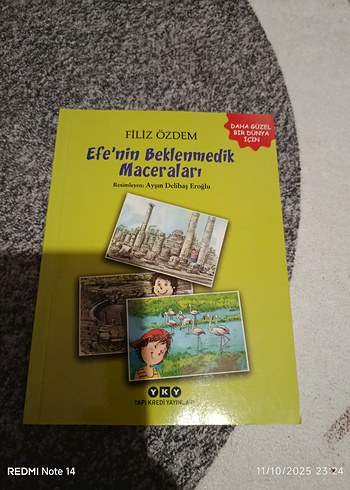 DAHA GÜZEL
BİR DÜNYA
İÇİN
FİLİZ ÖZDEM
Efe'nin Beklenmedik
Maceraları
Resimleyen: Ayşın Delibaş Eroğlu
YKY
YAPI KREDİ YAYINLARI
REDMI Note 14
11/10/2025 23:24